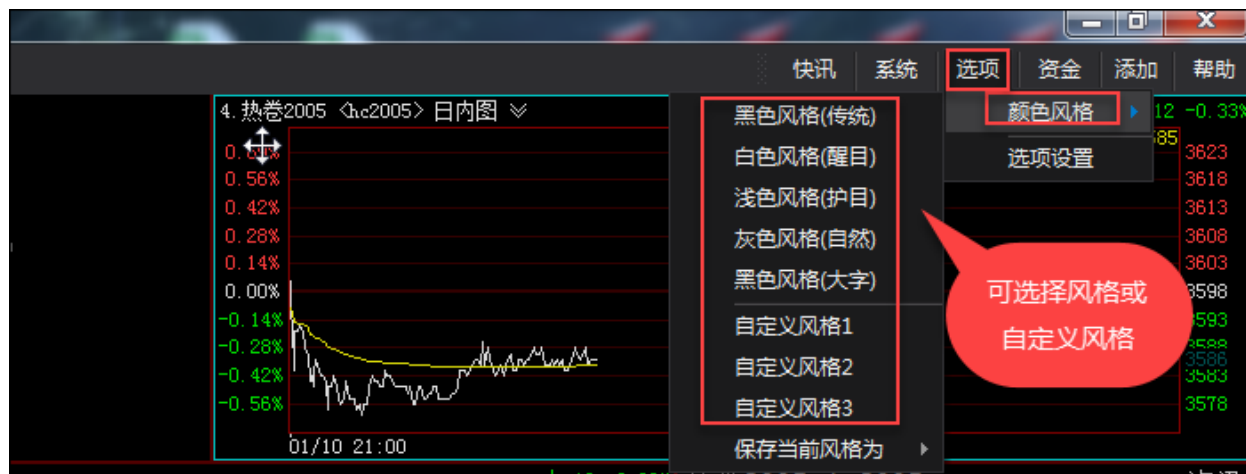 快讯 系统 选项 资金 添加 帮助
4. 热卷2005 <hc2005> 日内图
黑色风格(传统)
颜色风格
12 -0.33%
白色风格(醒目)
选项设置
85
浅色风格(护目)
灰色风格(自然)
黑色风格(大字)
自定义风格1
自定义风格2
自定义风格3
保存当前风格为
可选择风格或
自定义风格
0.56%
0.42%
0.28%
0.14%
0.00%
-0.14%
-0.28%
-0.42%
-0.56%
3623
3618
3613
3608
3603
3598
3593
3588
3586
3583
3578
01/10 21:00